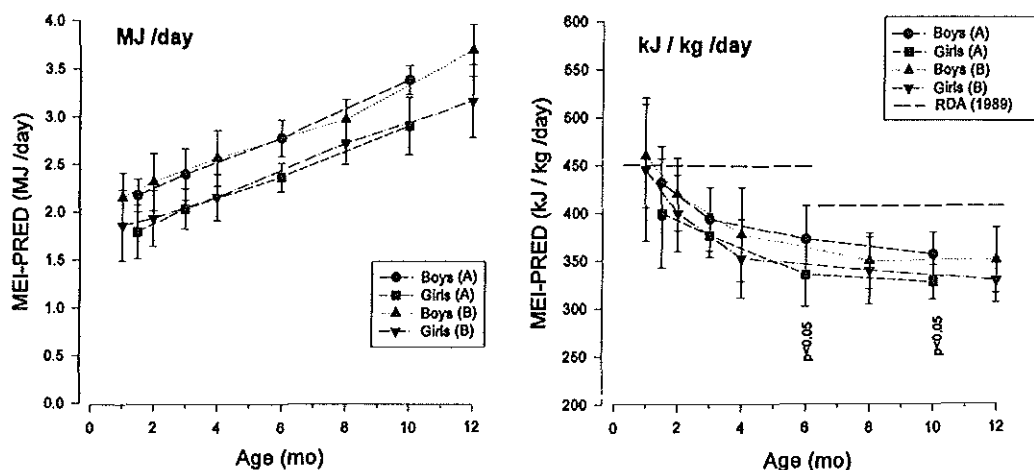 MJ /day
MEI-PRED (MJ /day)
4.0
3.5
3.0
2.5
2.0
1.5
1.0
0.5
0.0
0 2 4 6 8 10 12
Age (mo)
Boys (A)
Girls (A)
Boys (B)
Girls (B)
kJ / kg /day
MEI-PRED (kJ / kg /day)
600
550
500
450
400
350
300
250
200
0 2 4 6 8 10 12
Age (mo)
Boys (A)
Girls (A)
Boys (B)
Girls (B)
RDA (1989)
p<0.05
p<0.05